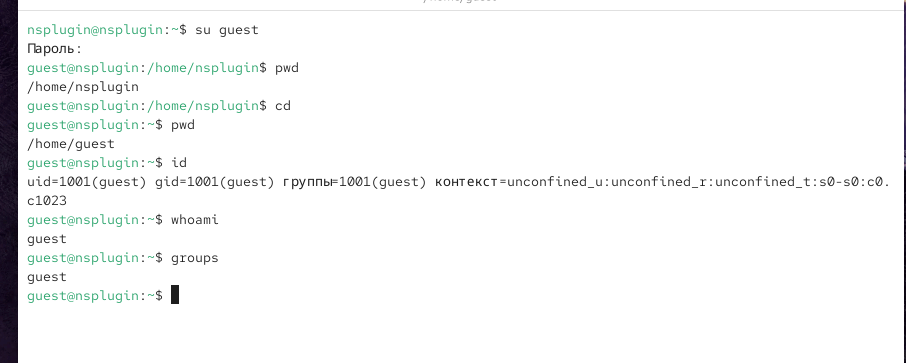 /home/guest
nsplugin@nsplugin:~$ su guest
Пароль:
guest@nsplugin:/home/nsplugin$ pwd
/home/nsplugin
guest@nsplugin:/home/nsplugin$ cd
guest@nsplugin:~$ pwd
/home/guest
guest@nsplugin:~$ id
uid=1001(guest) gid=1001(guest) группы=1001(guest) контекст=unconfined_u:unconfined_r:unconfined_t:s0-s0:c0.
c1023
guest@nsplugin:~$ whoami
guest
guest@nsplugin:~$ groups
guest
guest@nsplugin:~$